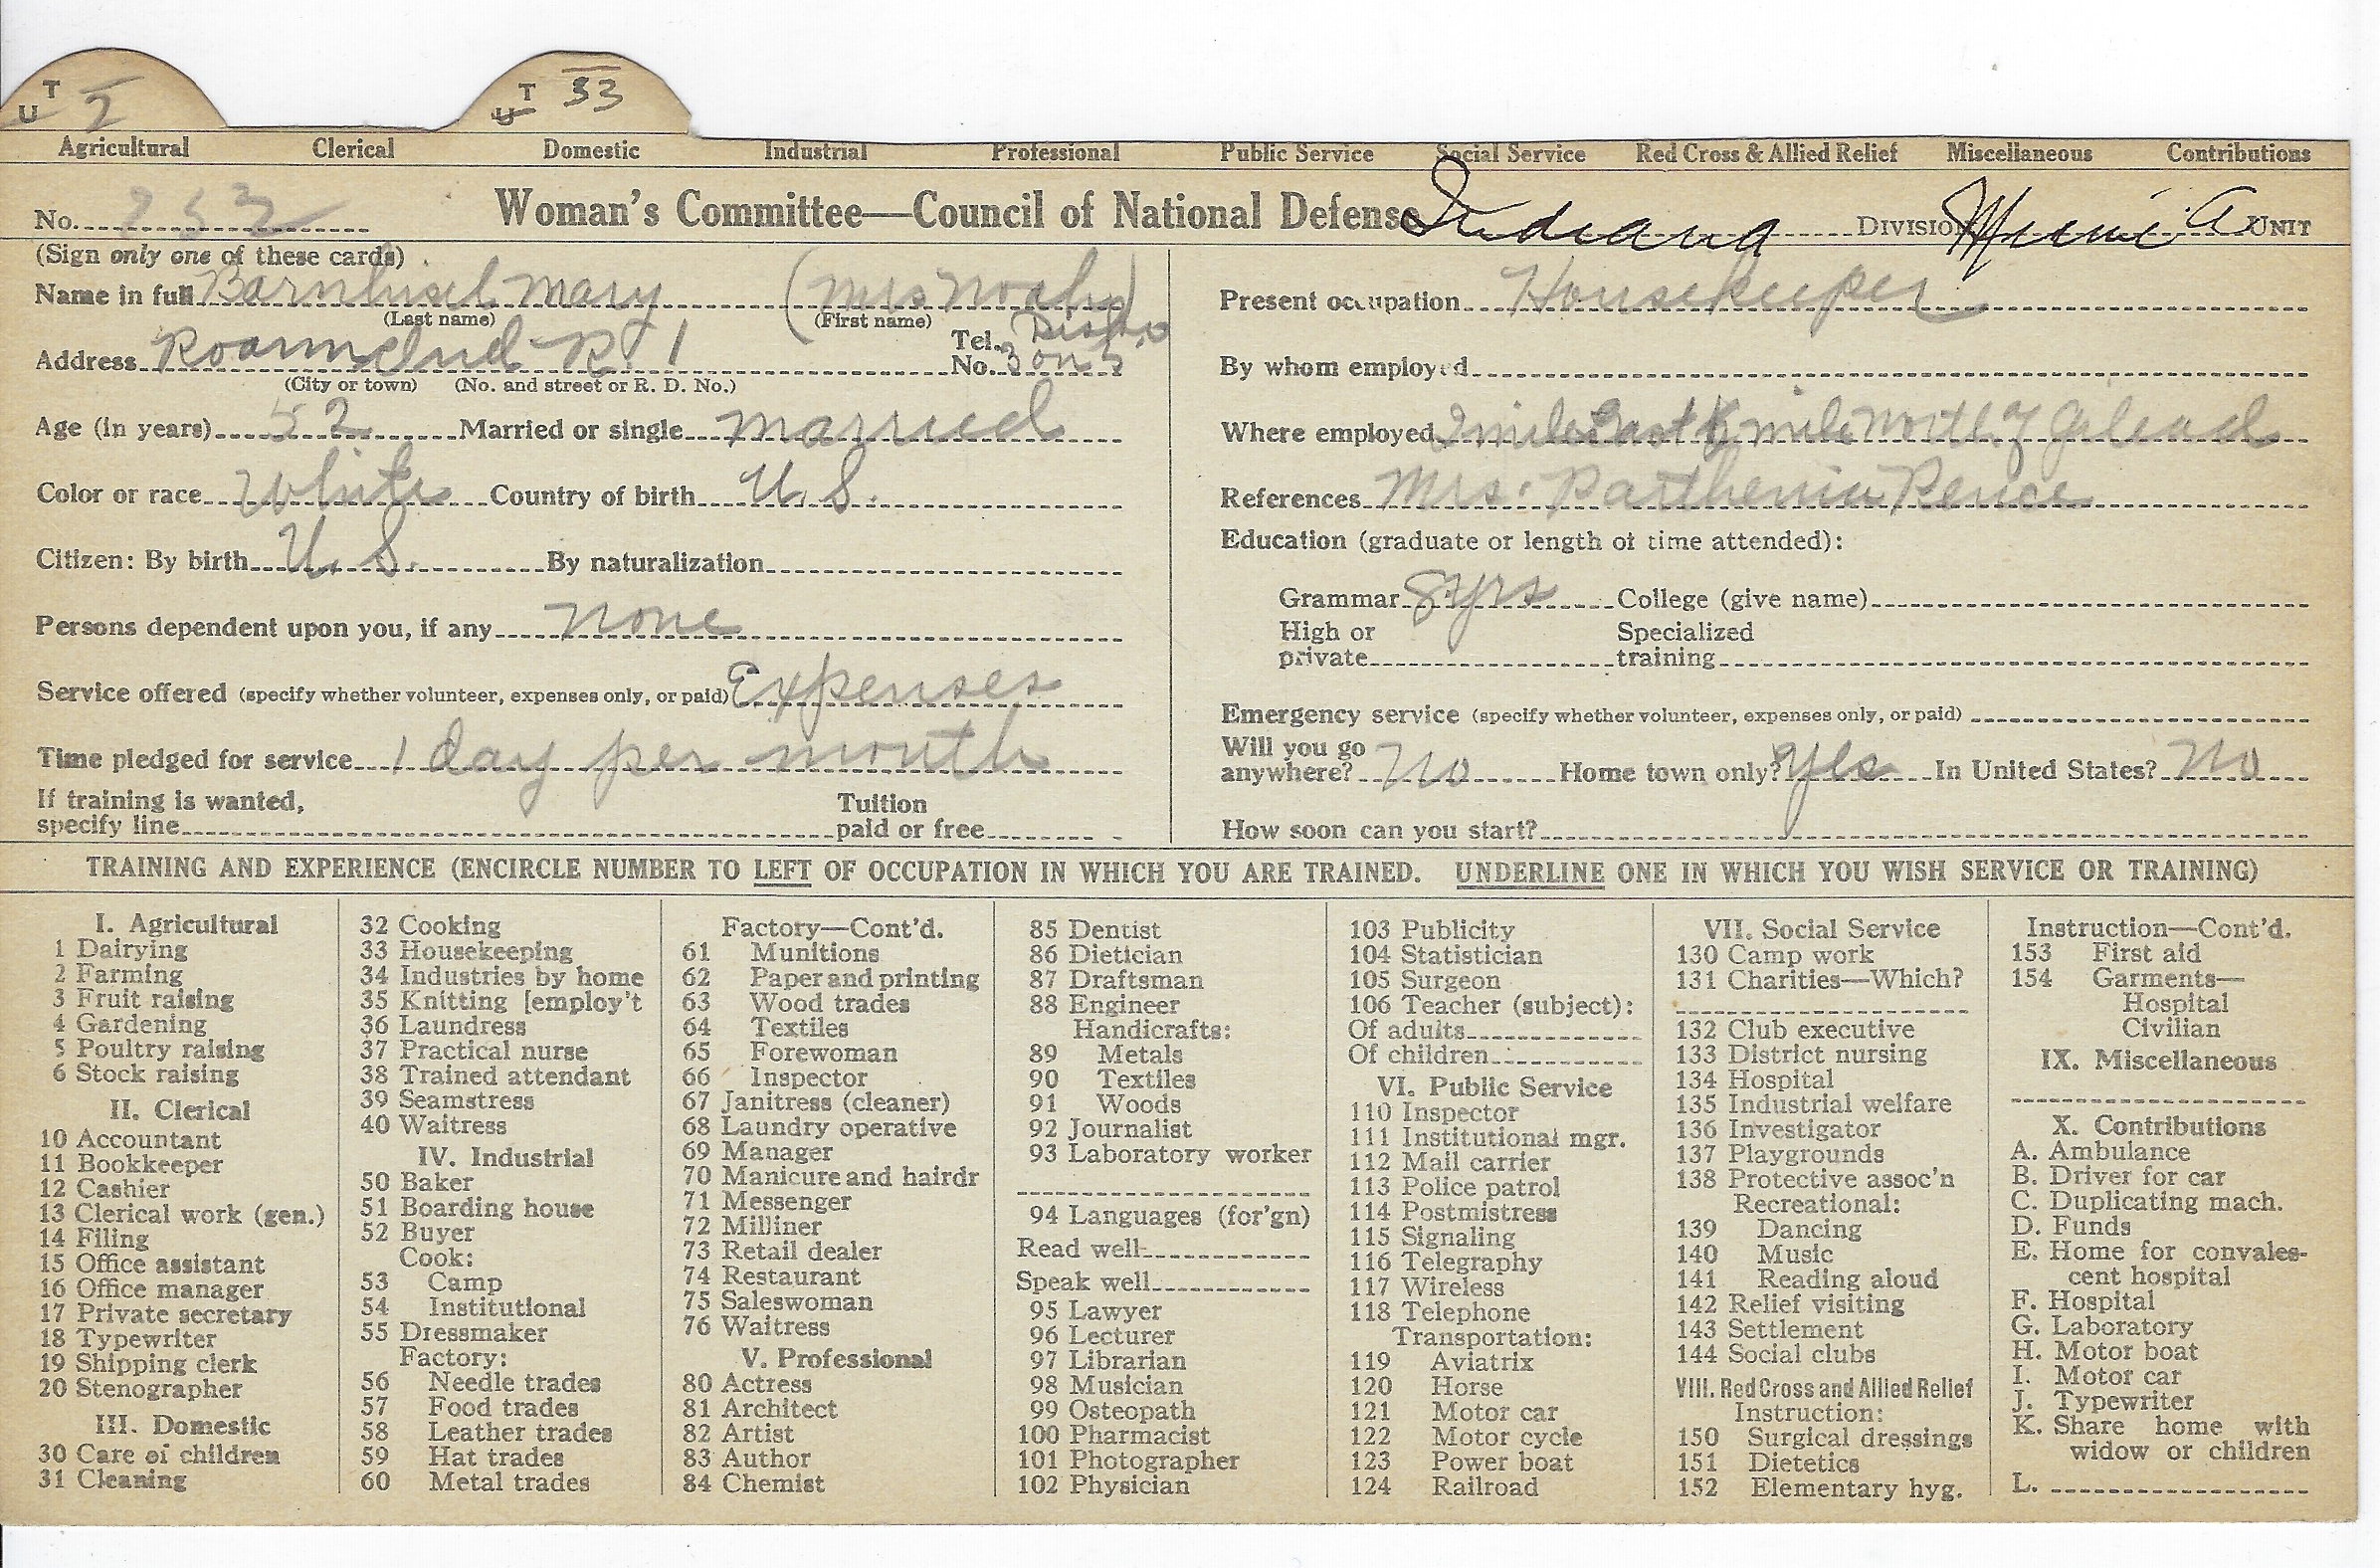 T
U 2
T 33
U
Agricultural Clerical Domestic Industrial Professional Public Service Social Service Red Cross & Allied Relief Miscellaneous Contributions
No. Woman's Committee—Council of National Defense Indiana DIVISION UNIT
(Sign only one of these cards)
Name in full Barnhisel Mary (Mrs Noah)
(Last name) (First name)
Address Roann Ind R. 1 Tel. No. Disko 3 on 5
(City or town) (No. and street or R. D. No.)
Age (in years) 52 Married or single married
Color or race White Country of birth U. S.
Citizen: By birth U. S. By naturalization
Persons dependent upon you, if any none
Service offered (specify whether volunteer, expenses only, or paid) Expenses
Time pledged for service 1 day per month
If training is wanted, specify line Tuition paid or free
Present occupation Housekeeper
By whom employed
Where employed 2 mile East mile North of Gilead
References Mrs. Parthenia Pence
Education (graduate or length of time attended):
Grammar 8 yrs College (give name)
High or private Specialized training
Emergency service (specify whether volunteer, expenses only, or paid)
Will you go anywhere? No Home town only? Yes In United States? No
How soon can you start?
TRAINING AND EXPERIENCE (ENCIRCLE NUMBER TO LEFT OF OCCUPATION IN WHICH YOU ARE TRAINED. UNDERLINE ONE IN WHICH YOU WISH SERVICE OR TRAINING)
I. Agricultural
1 Dairying
2 Farming
3 Fruit raising
4 Gardening
5 Poultry raising
6 Stock raising
II. Clerical
10 Accountant
11 Bookkeeper
12 Cashier
13 Clerical work (gen.)
14 Filing
15 Office assistant
16 Office manager
17 Private secretary
18 Typewriter
19 Shipping clerk
20 Stenographer
III. Domestic
30 Care of children
31 Cleaning
32 Cooking
33 Housekeeping
34 Industries by home
35 Knitting [employ't
36 Laundress
37 Practical nurse
38 Trained attendant
39 Seamstress
40 Waitress
IV. Industrial
50 Baker
51 Boarding house
52 Buyer
Cook:
53 Camp
54 Institutional
55 Dressmaker
Factory:
56 Needle trades
57 Food trades
58 Leather trades
59 Hat trades
60 Metal trades
Factory—Cont'd.
61 Munitions
62 Paper and printing
63 Wood trades
64 Textiles
65 Forewoman
66 Inspector
67 Janitress (cleaner)
68 Laundry operative
69 Manager
70 Manicure and hairdr
71 Messenger
72 Milliner
73 Retail dealer
74 Restaurant
75 Saleswoman
76 Waitress
V. Professional
80 Actress
81 Architect
82 Artist
83 Author
84 Chemist
85 Dentist
86 Dietician
87 Draftsman
88 Engineer
Handicrafts:
89 Metals
90 Textiles
91 Woods
92 Journalist
93 Laboratory worker
94 Languages (for'gn)
Read well
Speak well
95 Lawyer
96 Lecturer
97 Librarian
98 Musician
99 Osteopath
100 Pharmacist
101 Photographer
102 Physician
103 Publicity
104 Statistician
105 Surgeon
106 Teacher (subject):
Of adults
Of children
VI. Public Service
110 Inspector
111 Institutional mgr.
112 Mail carrier
113 Police patrol
114 Postmistress
115 Signaling
116 Telegraphy
117 Wireless
118 Telephone
Transportation:
119 Aviatrix
120 Horse
121 Motor car
122 Motor cycle
123 Power boat
124 Railroad
VII. Social Service
130 Camp work
131 Charities—Which?
132 Club executive
133 District nursing
134 Hospital
135 Industrial welfare
136 Investigator
137 Playgrounds
138 Protective assoc'n
Recreational:
139 Dancing
140 Music
141 Reading aloud
142 Relief visiting
143 Settlement
144 Social clubs
VIII. Red Cross and Allied Relief
Instruction:
150 Surgical dressings
151 Dietetics
152 Elementary hyg.
Instruction—Cont'd.
153 First aid
154 Garments—
Hospital
Civilian
IX. Miscellaneous
X. Contributions
A. Ambulance
B. Driver for car
C. Duplicating mach.
D. Funds
E. Home for convales-
cent hospital
F. Hospital
G. Laboratory
H. Motor boat
I. Motor car
J. Typewriter
K. Share home with
widow or children
L.